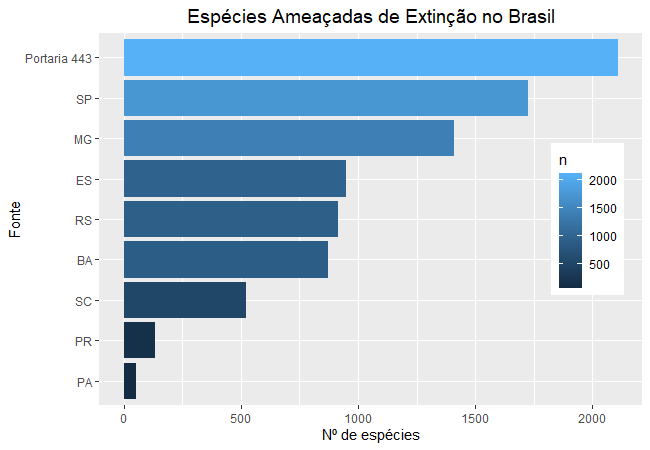 Espécies Ameaçadas de Extinção no Brasil
Fonte
Portaria 443
SP
MG
ES
RS
BA
SC
PR
PA
n
2000
1500
1000
500
0
500
1000
1500
2000
Nº de espécies